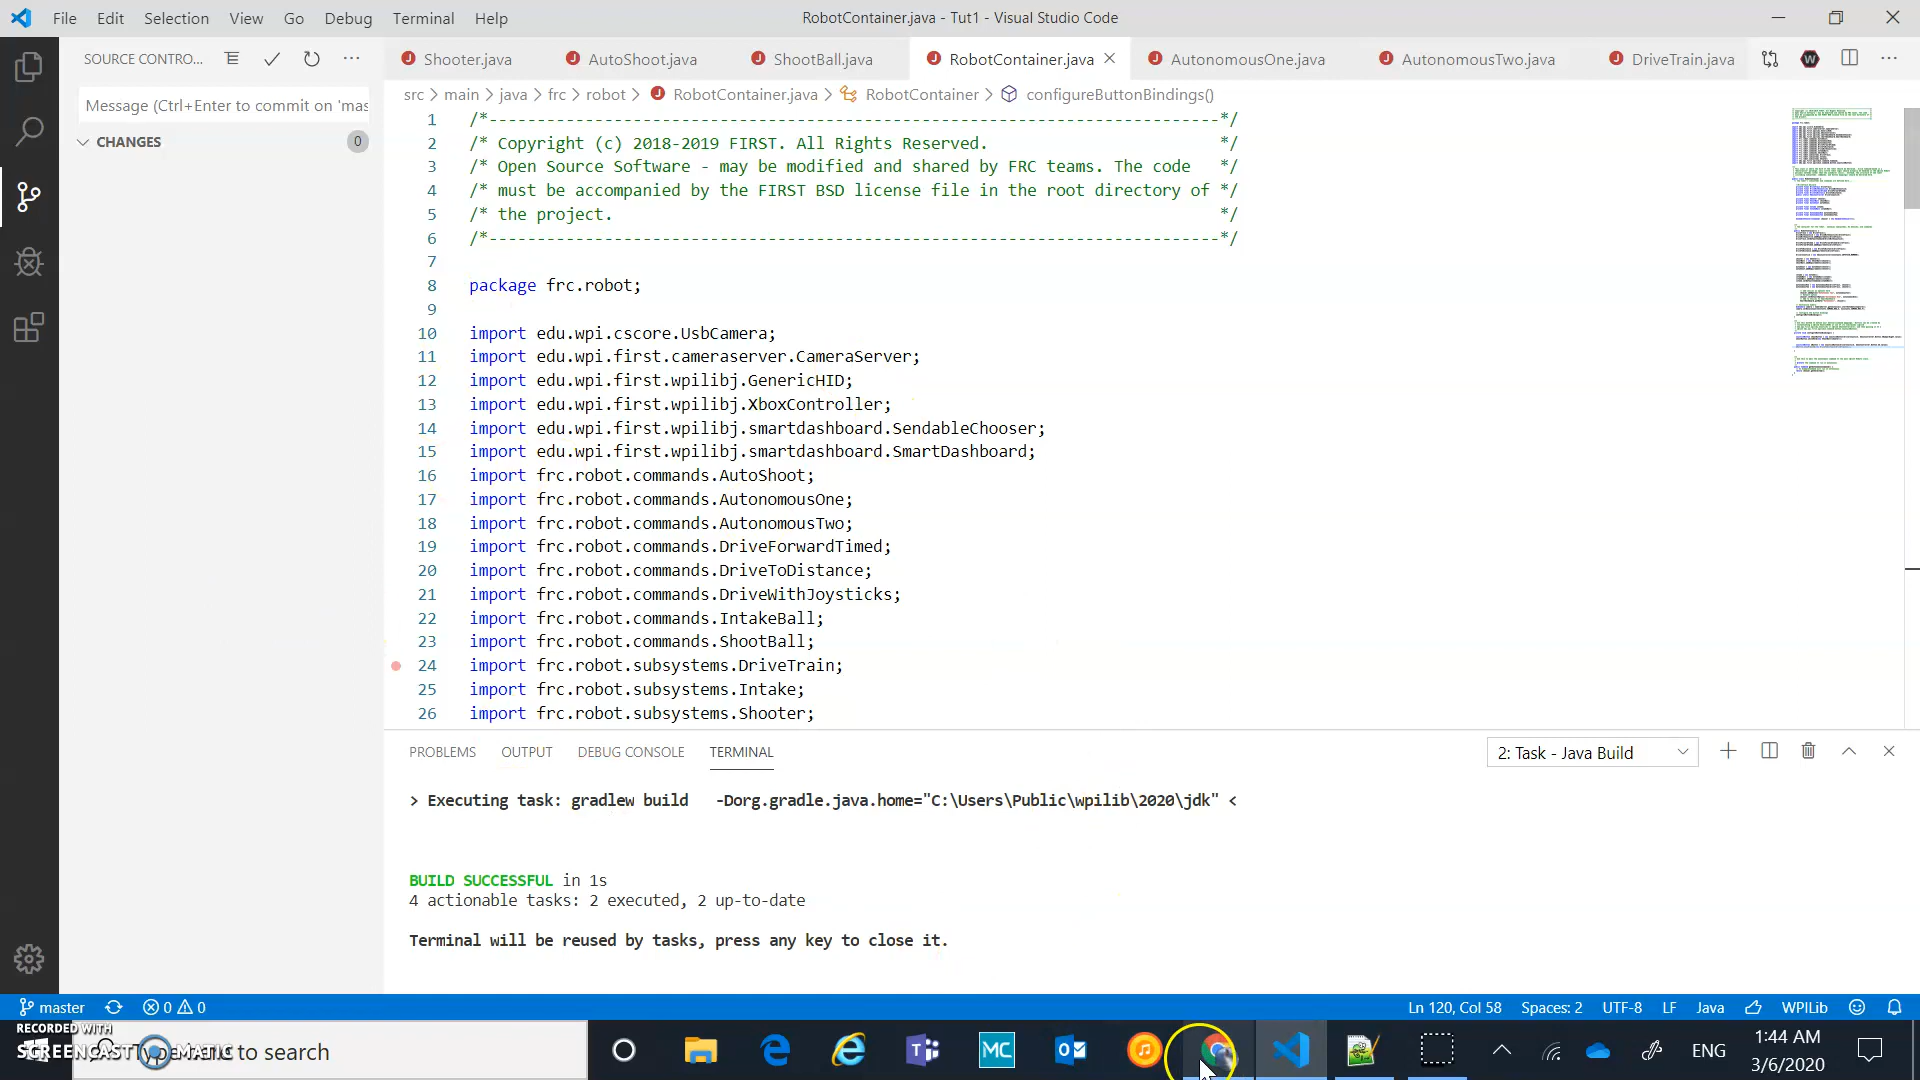 File Edit Selection View Go Debug Terminal Help
RobotContainer.java - Tut1 - Visual Studio Code
SOURCE CONTRO...
Shooter.java AutoShoot.java ShootBall.java RobotContainer.java AutonomousOne.java AutonomousTwo.java DriveTrain.java
Message (Ctrl+Enter to commit on 'mas
src > main > java > frc > robot > RobotContainer.java > RobotContainer > configureButtonBindings()
CHANGES 0
1 /*----------------------------------------------------------------------------*/
2 /* Copyright (c) 2018-2019 FIRST. All Rights Reserved. */
3 /* Open Source Software - may be modified and shared by FRC teams. The code */
4 /* must be accompanied by the FIRST BSD license file in the root directory of */
5 /* the project. */
6 /*----------------------------------------------------------------------------*/
7
8 package frc.robot;
9
10 import edu.wpi.cscore.UsbCamera;
11 import edu.wpi.first.cameraserver.CameraServer;
12 import edu.wpi.first.wpilibj.GenericHID;
13 import edu.wpi.first.wpilibj.XboxController;
14 import edu.wpi.first.wpilibj.smartdashboard.SendableChooser;
15 import edu.wpi.first.wpilibj.smartdashboard.SmartDashboard;
16 import frc.robot.commands.AutoShoot;
17 import frc.robot.commands.AutonomousOne;
18 import frc.robot.commands.AutonomousTwo;
19 import frc.robot.commands.DriveForwardTimed;
20 import frc.robot.commands.DriveToDistance;
21 import frc.robot.commands.DriveWithJoysticks;
22 import frc.robot.commands.IntakeBall;
23 import frc.robot.commands.ShootBall;
24 import frc.robot.subsystems.DriveTrain;
25 import frc.robot.subsystems.Intake;
26 import frc.robot.subsystems.Shooter;
PROBLEMS OUTPUT DEBUG CONSOLE TERMINAL
2: Task - Java Build
> Executing task: gradlew build   -Dorg.gradle.java.home="C:\Users\Public\wpilib\2020\jdk" <
BUILD SUCCESSFUL in 1s
4 actionable tasks: 2 executed, 2 up-to-date
Terminal will be reused by tasks, press any key to close it.
master 0 0
Ln 120, Col 58 Spaces: 2 UTF-8 LF Java WPILib
RECORDED WITH
SCREENCAST MATIC
to search
MC
ENG
1:44 AM
3/6/2020